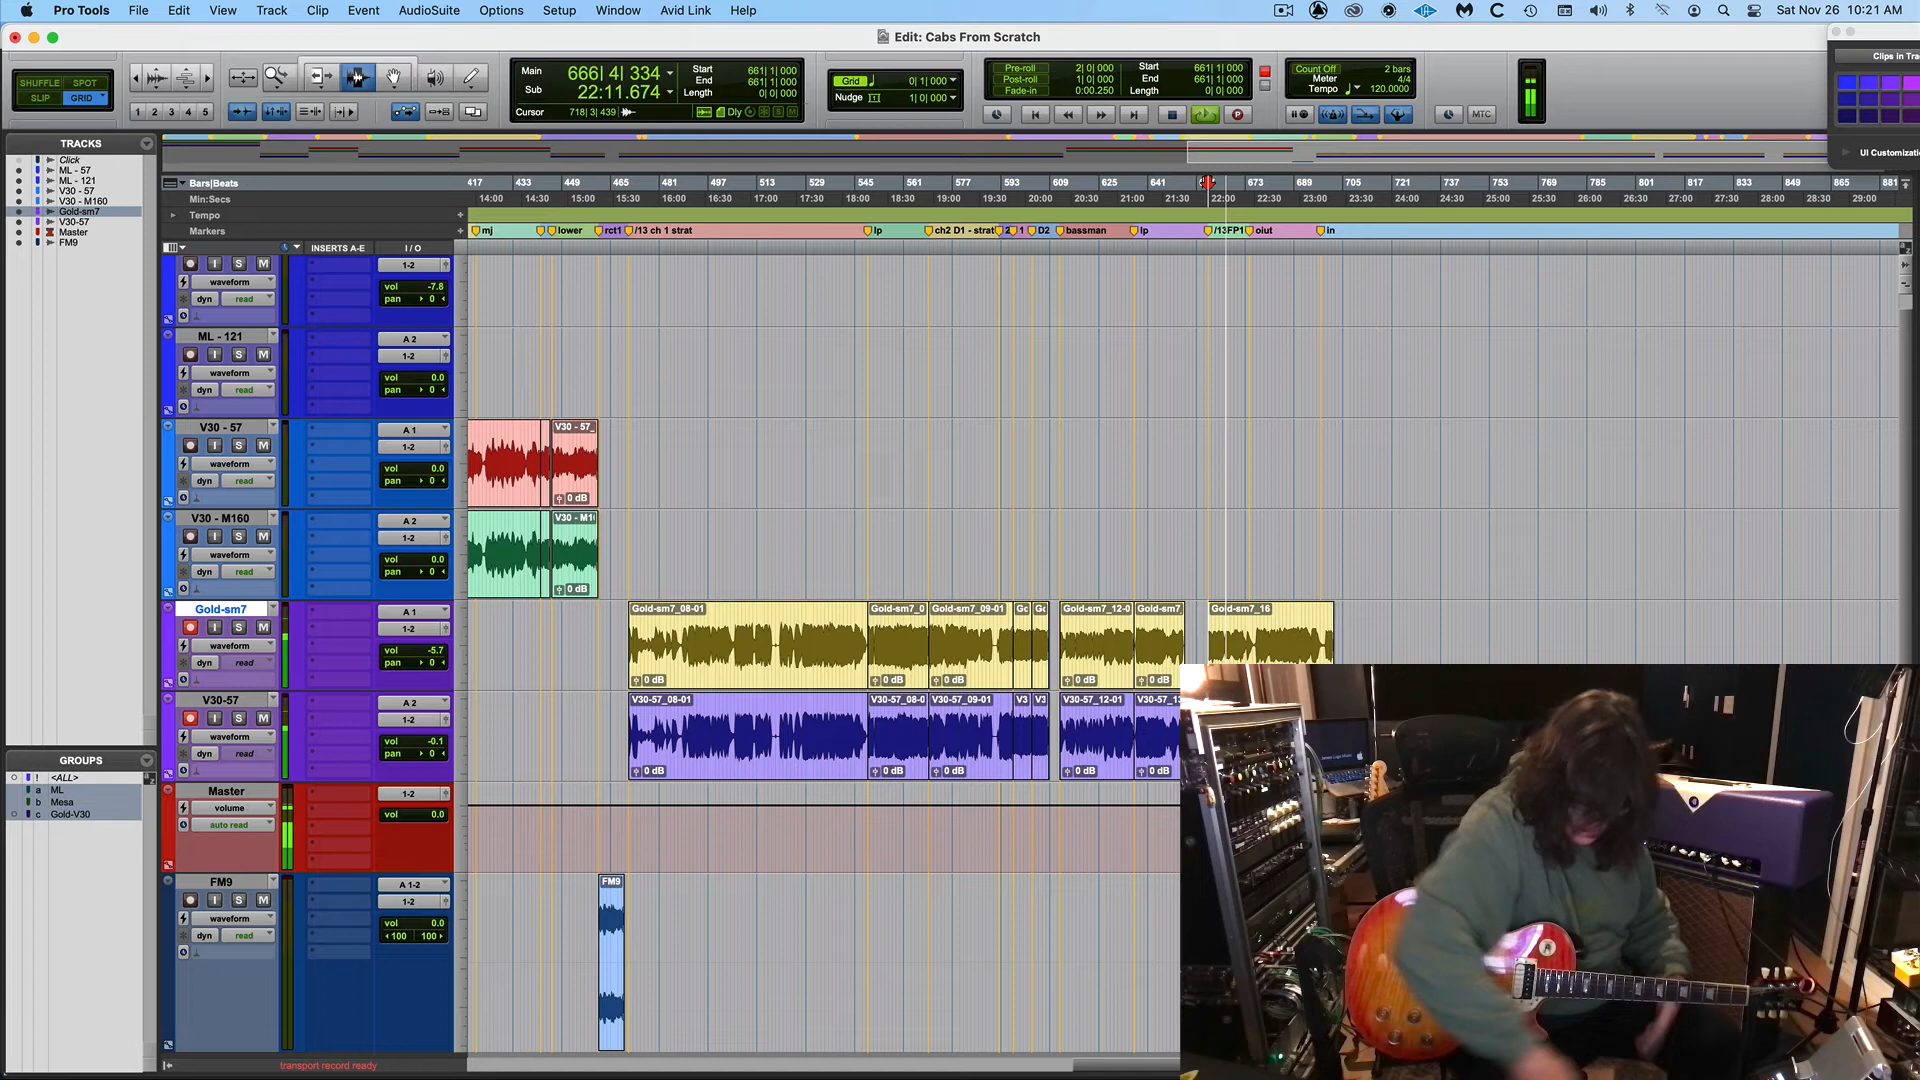 Pro Tools File Edit View Track Clip Event AudioSuite Options Setup Window Avid Link Help
Sat Nov 26 10:21 AM
Edit: Cabs From Scratch
SHUFFLE SPOT
SLIP GRID
1 2 3 4 5
Main 666| 4| 334
Sub 22:11.674
Cursor 718| 3| 439
Start 661| 1| 000
End 661| 1| 000
Length 0| 0| 000
Dly
S M
Grid 0| 1| 000
Nudge 1| 0| 000
Pre-roll 2| 0| 000
Post-roll 1| 0| 000
Fade-in 0:00.250
Start 661| 1| 000
End 661| 1| 000
Length 0| 0| 000
Count Off 2 bars
Meter 4/4
Tempo 120.0000
MTC
Clips in Tra
UI Customizatio
TRACKS
Click
ML - 57
ML - 121
V30 - 57
V30 - M160
Gold-sm7
V30-57
Master
FM9
GROUPS
! <ALL>
a ML
b Mesa
c Gold-V30
Bars|Beats 417 433 449 465 481 497 513 529 545 561 577 593 609 625 641 673 689 705 721 737 753 769 785 801 817 833 849 865 881
Min:Secs 14:00 14:30 15:00 15:30 16:00 16:30 17:00 17:30 18:00 18:30 19:00 19:30 20:00 20:30 21:00 22:00 22:30 23:00 23:30 24:00 24:30 25:00 25:30 26:00 26:30 27:00 27:30 28:00 28:30 29:00
Tempo
Markers mj lower rct1 /13 ch 1 strat lp ch2 D1 - strat 2 1 D2 bassman lp /13FP1 oiut in
INSERTS A-E I / O
I S M 1-2
waveform vol -7.8
dyn read pan 0
ML - 121 A 2
I S M 1-2
waveform vol 0.0
dyn read pan 0
V30 - 57 A 1
I S M 1-2
waveform vol 0.0
dyn read pan 0
V30 - 57_
0 dB
V30 - M160 A 2
I S M 1-2
waveform vol 0.0
dyn read pan 0
V30 - M1
0 dB
Gold-sm7 A 1
I S M 1-2
waveform vol -5.7
dyn read pan 0
Gold-sm7_08-01 Gold-sm7_0 Gold-sm7_09-01 Gc Gc Gold-sm7_12-0 Gold-sm7_ Gold-sm7_16
0 dB 0 dB 0 dB 0 dB 0 dB
V30-57 A 2
I S M 1-2
waveform vol -0.1
dyn read pan 0
V30-57_08-01 V30-57_08-0 V30-57_09-01 V3 V3 V30-57_12-01 V30-57_1
0 dB 0 dB 0 dB 0 dB 0 dB
Master 1-2
volume vol 0.0
auto read
FM9 A 1-2
I S M 1-2
waveform vol 0.0
dyn read 100 100
FM9
transport record ready